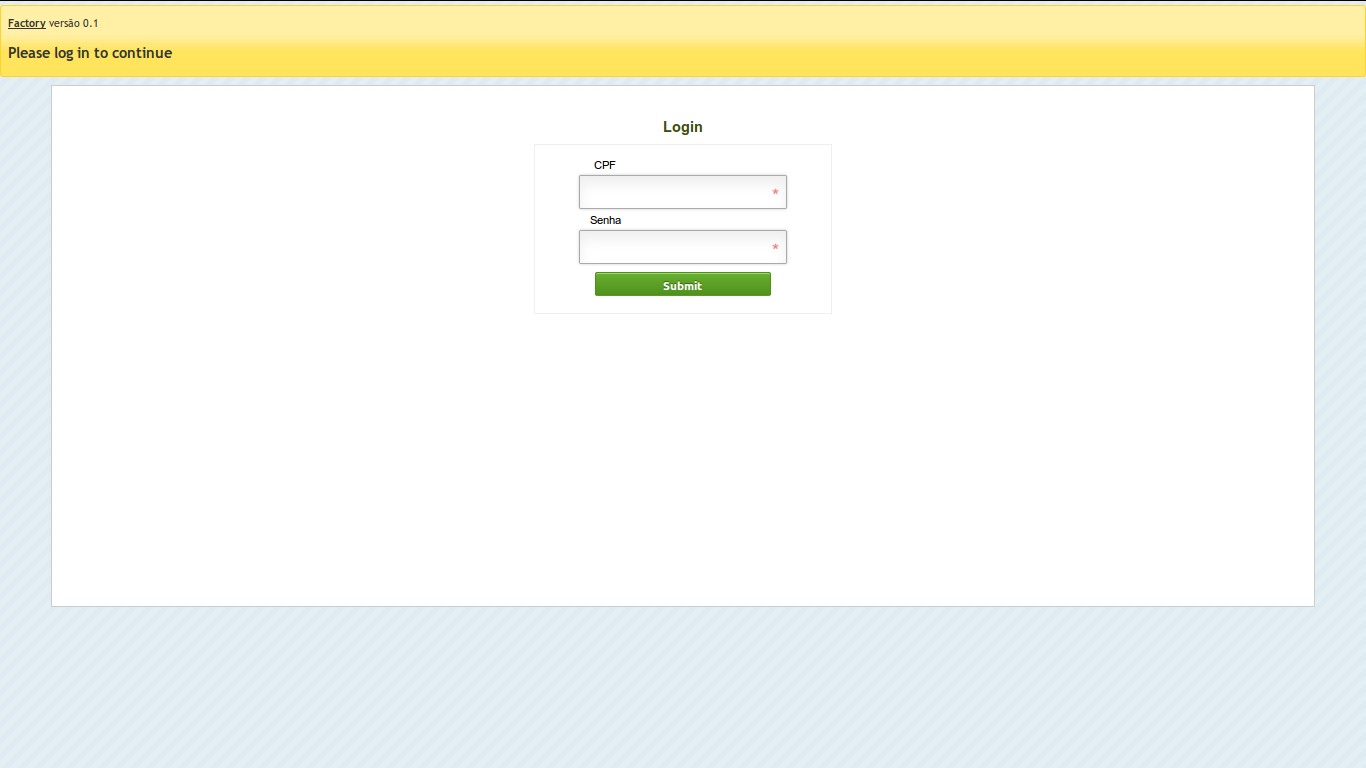 Factory versão 0.1
Please log in to continue
Login
CPF
*
Senha
*
Submit